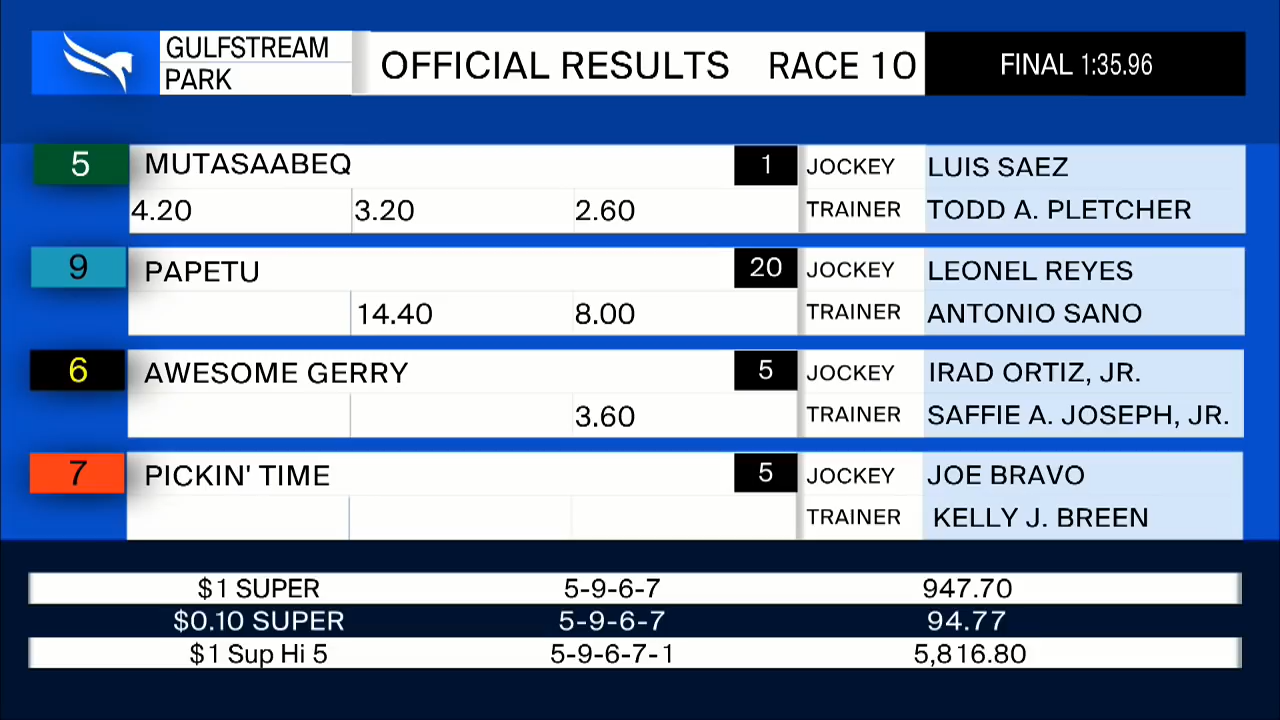 GULFSTREAM
PARK
OFFICIAL RESULTS RACE 10
FINAL 1:35.96
5 MUTASAABEQ 1 JOCKEY LUIS SAEZ
4.20 3.20 2.60 TRAINER TODD A. PLETCHER
9 PAPETU 20 JOCKEY LEONEL REYES
14.40 8.00 TRAINER ANTONIO SANO
6 AWESOME GERRY 5 JOCKEY IRAD ORTIZ, JR.
3.60 TRAINER SAFFIE A. JOSEPH, JR.
7 PICKIN' TIME 5 JOCKEY JOE BRAVO
TRAINER KELLY J. BREEN
$1 SUPER 5-9-6-7 947.70
$0.10 SUPER 5-9-6-7 94.77
$1 Sup Hi 5 5-9-6-7-1 5,816.80